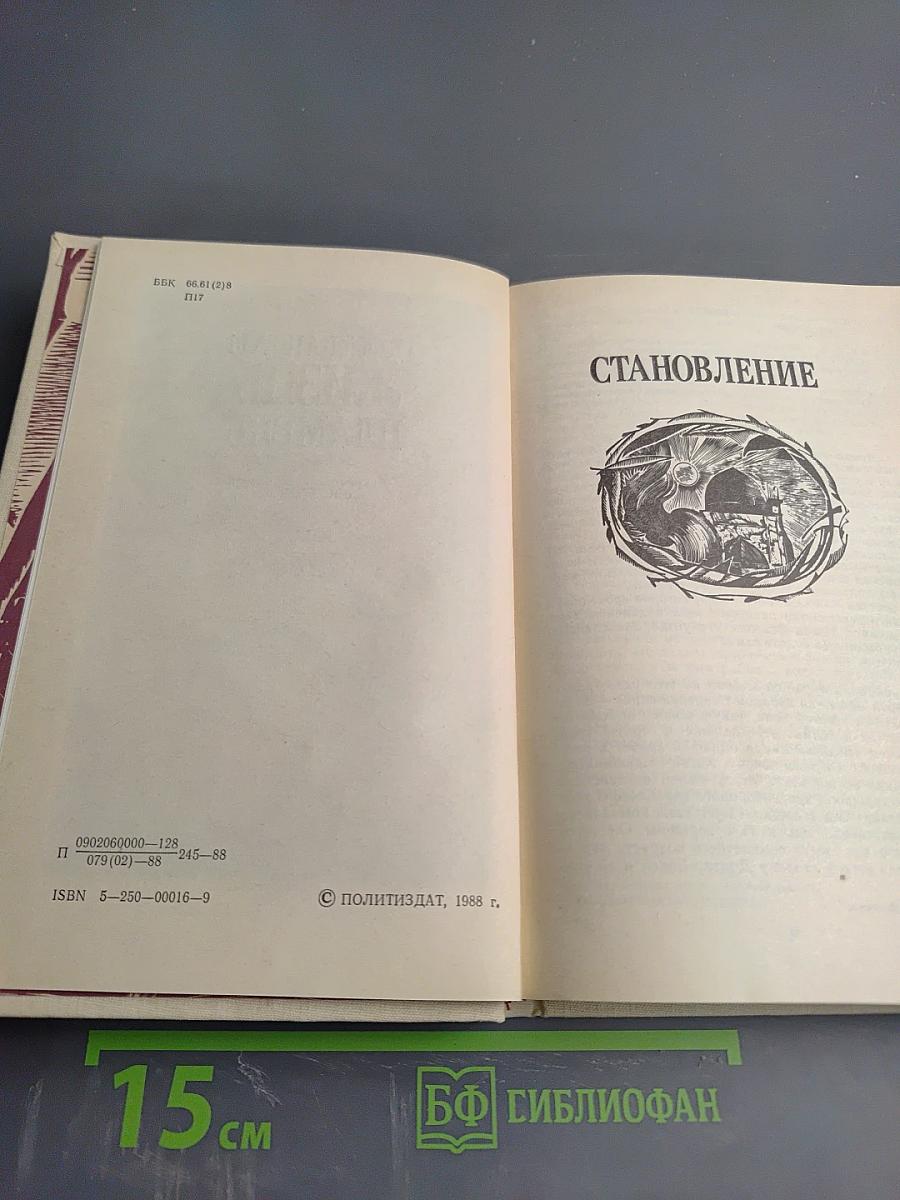 ББК 66.61(2)8
П17
П 0902060000—128
079(02)—88 245—88
ISBN 5—250—00016—9
© ПОЛИТИЗДАТ, 1988 г.
СТАНОВЛЕНИЕ
15 см
БФ БИБЛИОФАН